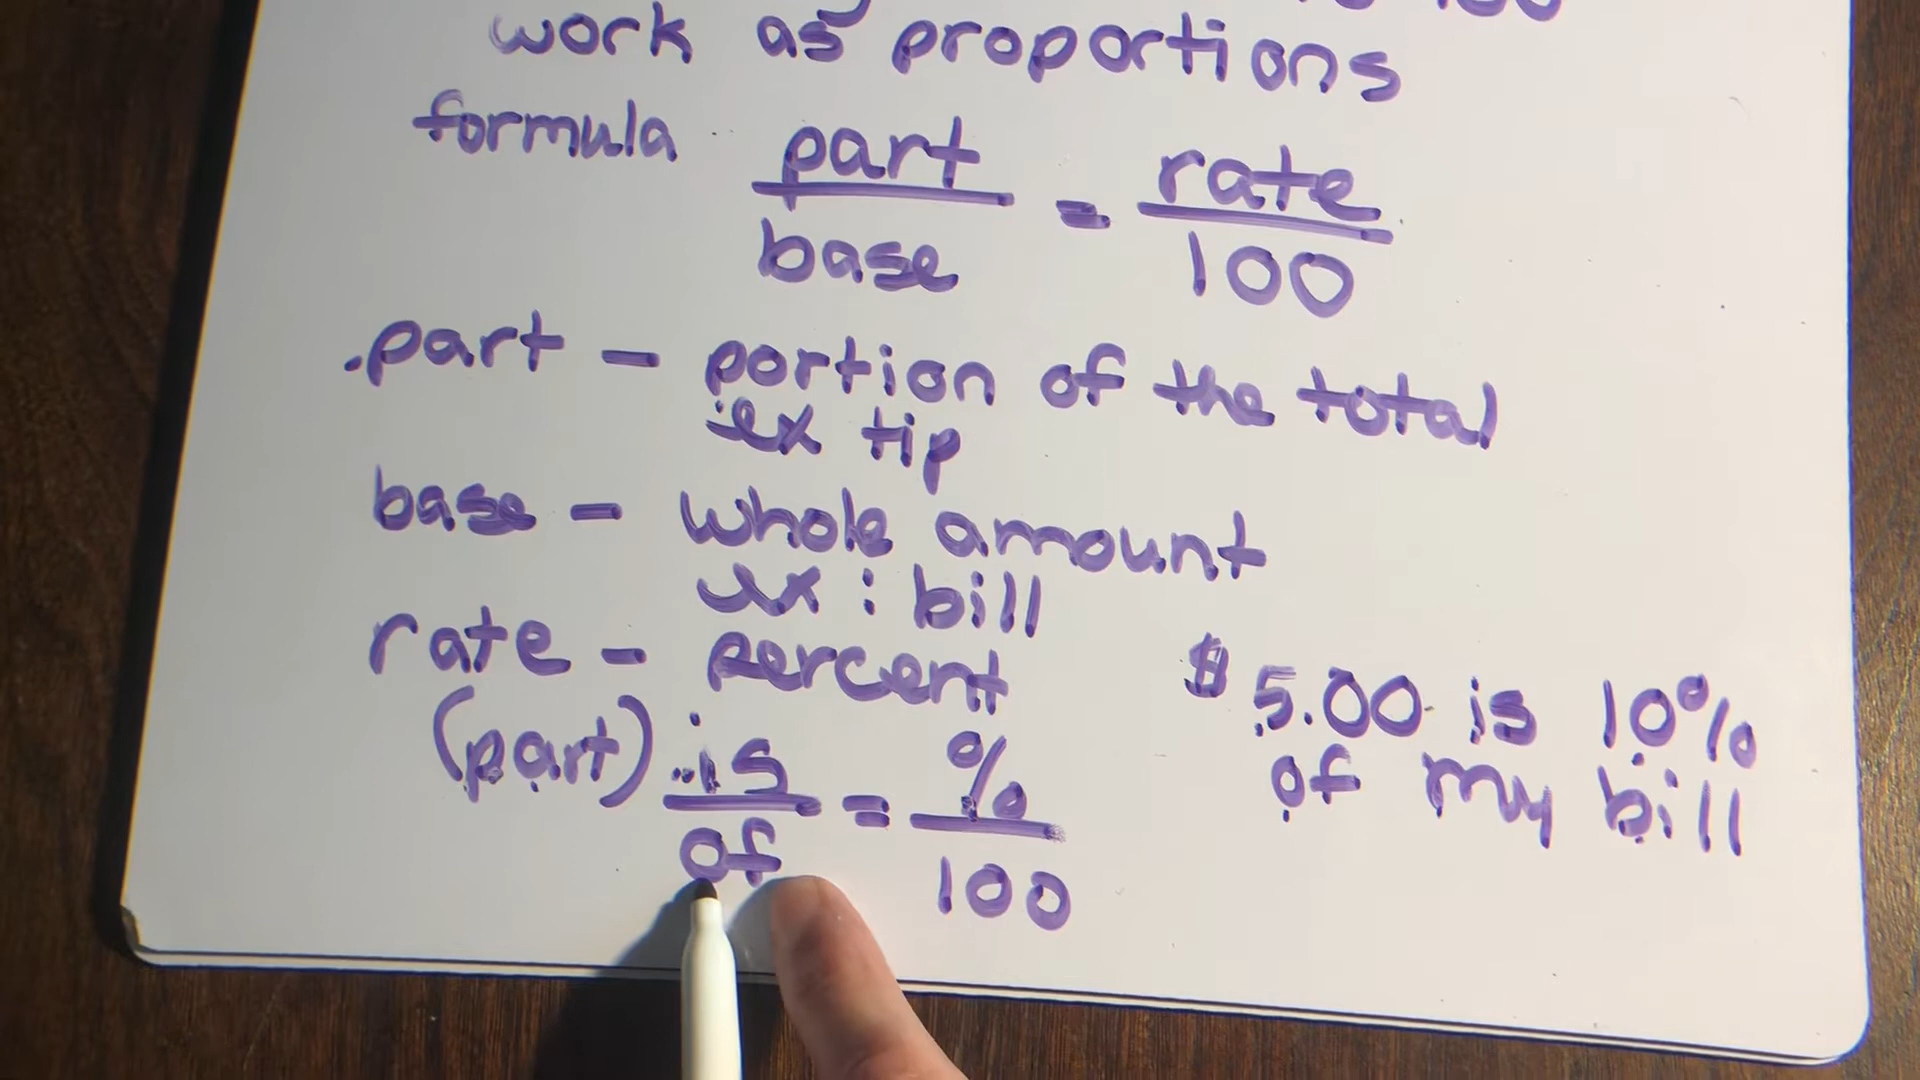 work as proportions
formula part = rate
base 100
.part - portion of the total
:ex tip
base - whole amount
ex : bill
rate - percent
$5.00 is 10%
of my bill
(part) is = %
of 100